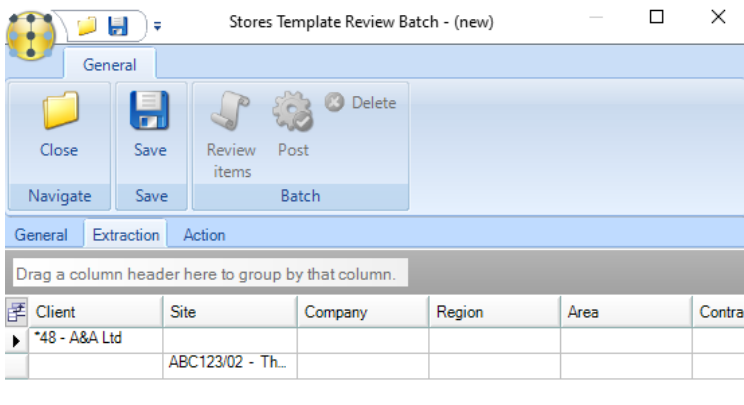 Stores Template Review Batch - (new)
General
Close
Save
Review items
Post
Delete
Navigate
Save
Batch
General Extraction Action
Drag a column header here to group by that column.
Client Site Company Region Area Contra
*48 - A&A Ltd
ABC123/02 - Th...